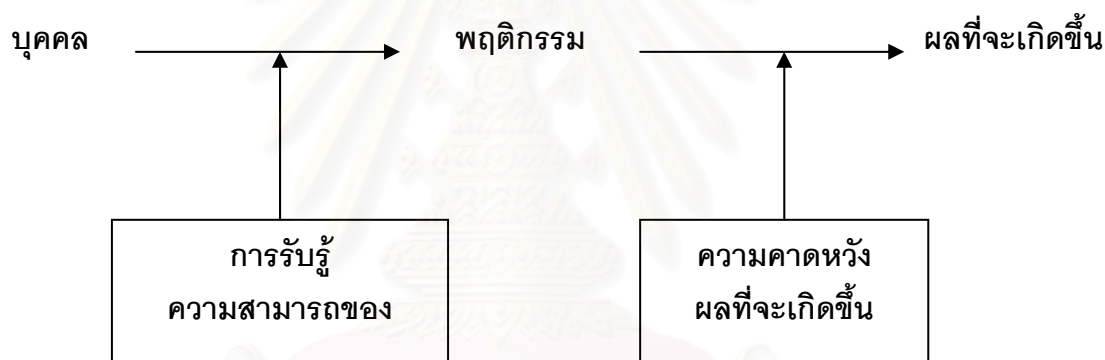 บุคคล พฤติกรรม ผลที่จะเกิดขึ้น
การรับรู้
ความสามารถของ
ความคาดหวัง
ผลที่จะเกิดขึ้น